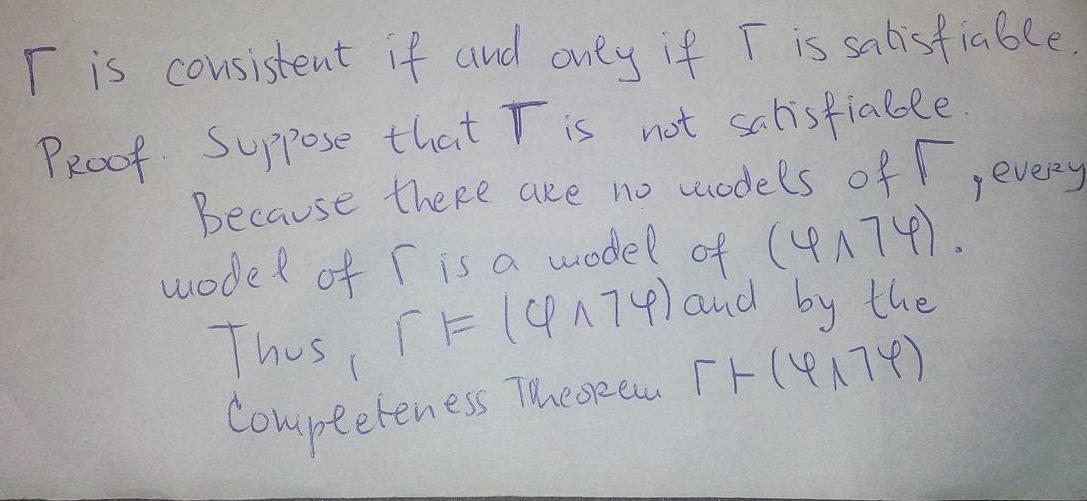 Γ is consistent if and only if Γ is satisfiable.
Proof. Suppose that Γ is not satisfiable.
Because there are no models of Γ, every
model of Γ is a model of (φ∧¬φ).
Thus, Γ⊨(φ∧¬φ) and by the
Completeness Theorem Γ⊢(φ∧¬φ)